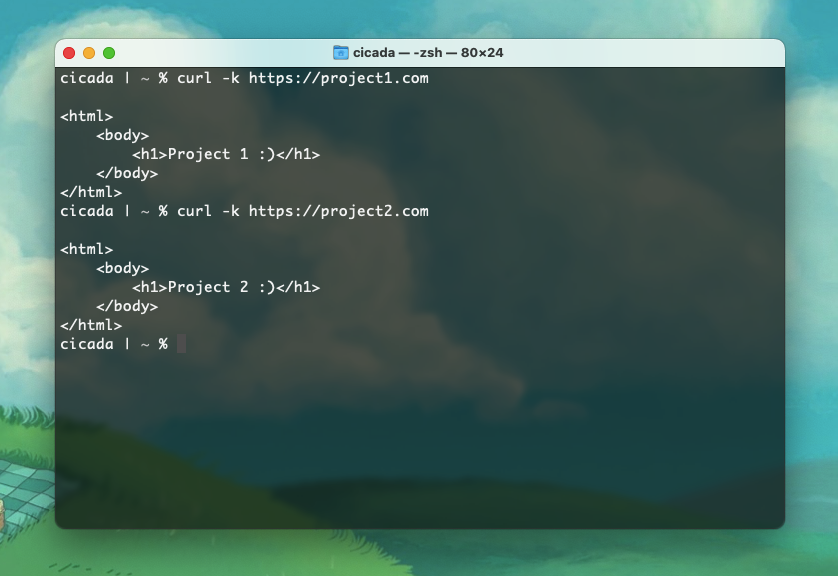 cicada — -zsh — 80×24
cicada | ~ % curl -k https://project1.com
<html>
    <body>
        <h1>Project 1 :)</h1>
    </body>
</html>
cicada | ~ % curl -k https://project2.com
<html>
    <body>
        <h1>Project 2 :)</h1>
    </body>
</html>
cicada | ~ %